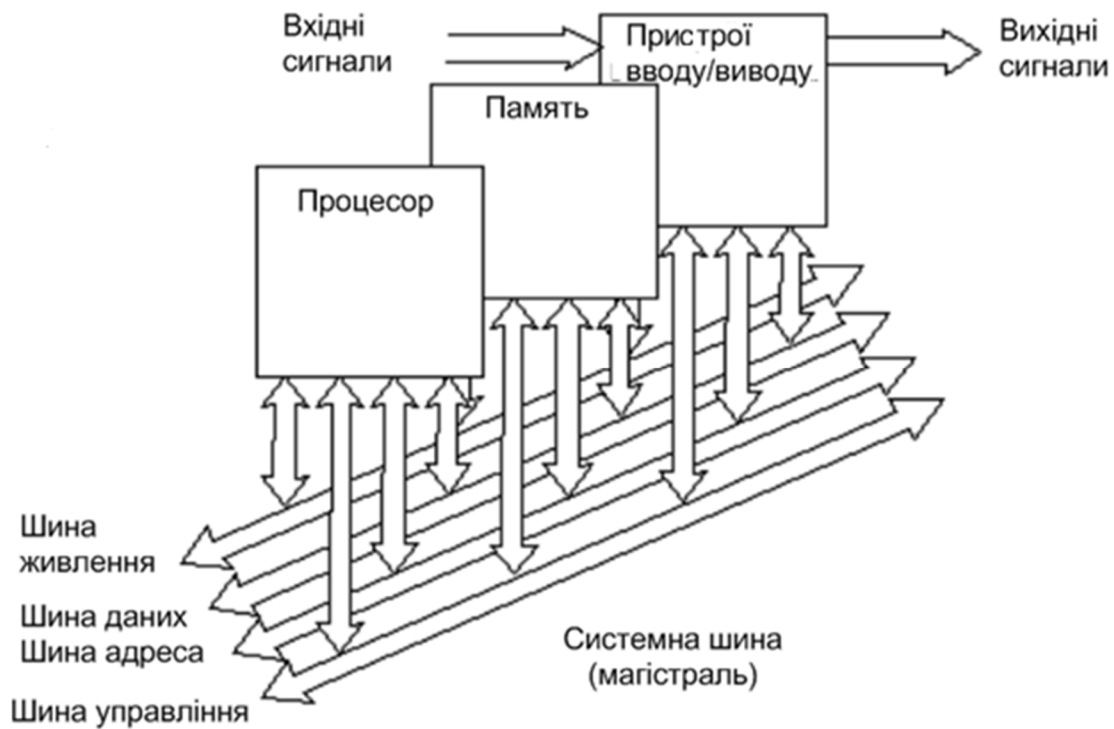 Вхідні
сигнали
Пристрої
вводу/виводу
Вихідні
сигнали
Память
Процесор
Шина
живлення
Шина даних
Шина адреса
Шина управління
Системна шина
(магістраль)